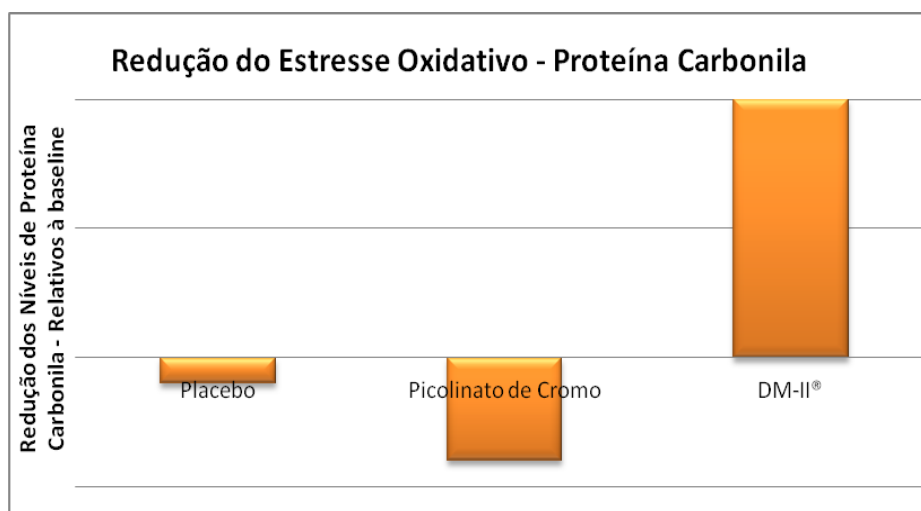 Redução do Estresse Oxidativo - Proteína Carbonila
Redução dos Níveis de Proteína
Carbonila - Relativos à baseline
Placebo
Picolinato de Cromo
DM-II®